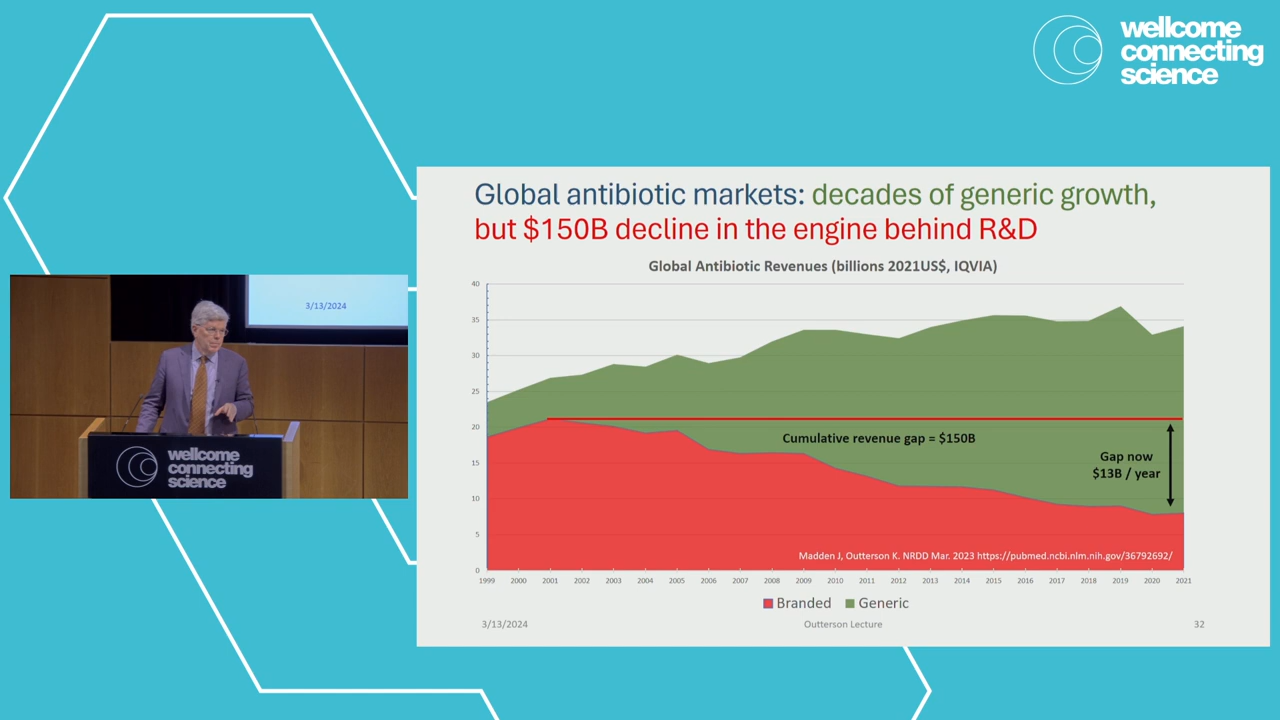 wellcome
connecting
science
Global antibiotic markets: decades of generic growth,
but $150B decline in the engine behind R&D
Global Antibiotic Revenues (billions 2021US$, IQVIA)
40
35
30
25
20
15
10
5
0
Cumulative revenue gap = $150B
Gap now
$13B / year
Madden J, Outterson K. NRDD Mar. 2023 https://pubmed.ncbi.nlm.nih.gov/36792692/
1999 2000 2001 2002 2003 2004 2005 2006 2007 2008 2009 2010 2011 2012 2013 2014 2015 2016 2017 2018 2019 2020 2021
Branded Generic
3/13/2024 Outterson Lecture 32
3/13/2024
wellcome
connecting
science